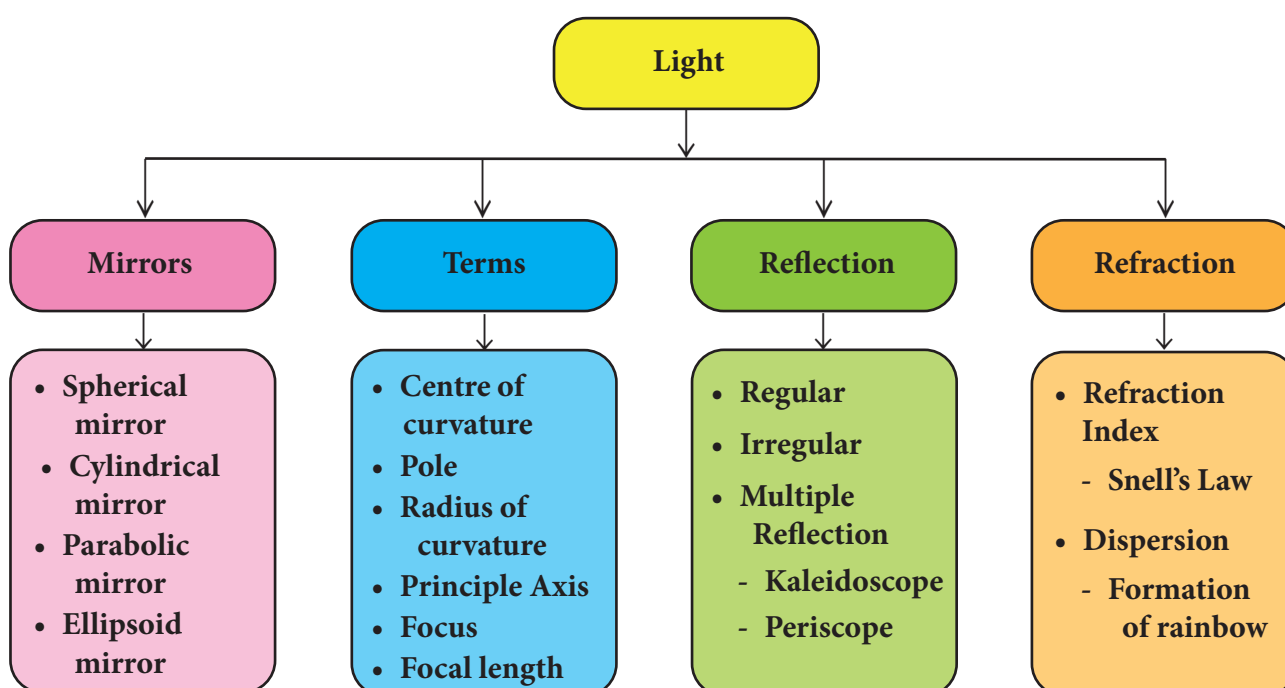 Light
Mirrors
Terms
Reflection
Refraction
• Spherical
mirror
• Cylindrical
mirror
• Parabolic
mirror
• Ellipsoid
mirror
• Centre of
curvature
• Pole
• Radius of
curvature
• Principle Axis
• Focus
• Focal length
• Regular
• Irregular
• Multiple
Reflection
- Kaleidoscope
- Periscope
• Refraction
Index
- Snell’s Law
• Dispersion
- Formation
of rainbow